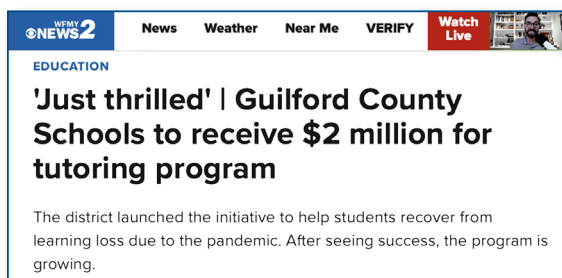 WFMY
NEWS 2
News
Weather
Near Me
VERIFY
Watch
Live
EDUCATION
'Just thrilled' | Guilford County
Schools to receive $2 million for
tutoring program
The district launched the initiative to help students recover from
learning loss due to the pandemic. After seeing success, the program is
growing.